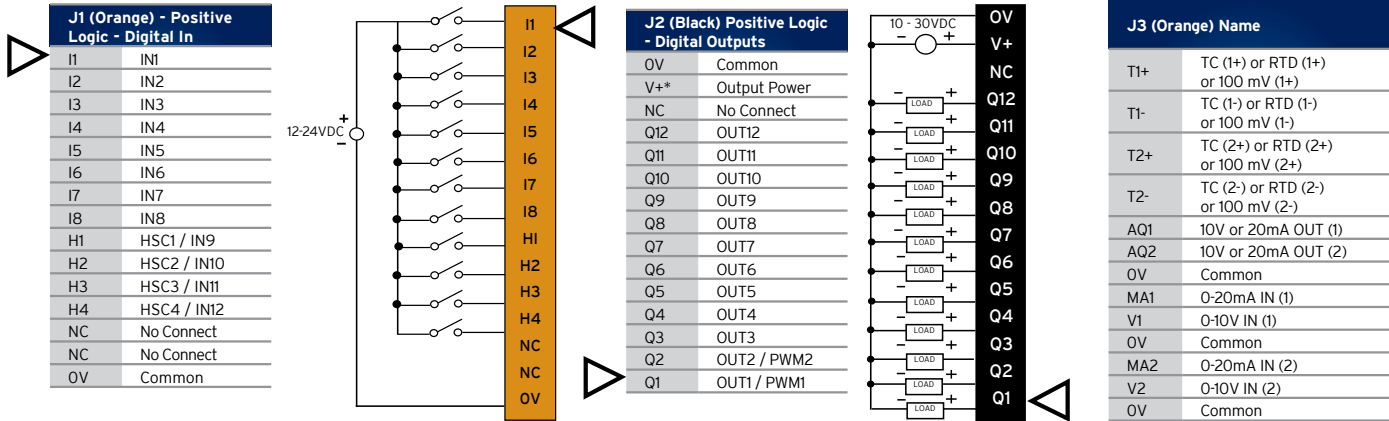 J1 (Orange) - Positive
Logic - Digital In
I1 IN1
I2 IN2
I3 IN3
I4 IN4
I5 IN5
I6 IN6
I7 IN7
I8 IN8
H1 HSC1 / IN9
H2 HSC2 / IN10
H3 HSC3 / IN11
H4 HSC4 / IN12
NC No Connect
NC No Connect
0V Common
12-24VDC
+
-
I1
I2
I3
I4
I5
I6
I7
I8
H1
H2
H3
H4
NC
NC
0V
J2 (Black) Positive Logic
- Digital Outputs
0V Common
V+* Output Power
NC No Connect
Q12 OUT12
Q11 OUT11
Q10 OUT10
Q9 OUT9
Q8 OUT8
Q7 OUT7
Q6 OUT6
Q5 OUT5
Q4 OUT4
Q3 OUT3
Q2 OUT2 / PWM2
Q1 OUT1 / PWM1
10 - 30VDC
- +
- LOAD +
- LOAD +
- LOAD +
- LOAD +
- LOAD +
- LOAD +
- LOAD +
- LOAD +
- LOAD +
- LOAD +
- LOAD +
- LOAD +
0V
V+
NC
Q12
Q11
Q10
Q9
Q8
Q7
Q6
Q5
Q4
Q3
Q2
Q1
J3 (Orange) Name
T1+ TC (1+) or RTD (1+)
or 100 mV (1+)
T1- TC (1-) or RTD (1-)
or 100 mV (1-)
T2+ TC (2+) or RTD (2+)
or 100 mV (2+)
T2- TC (2-) or RTD (2-)
or 100 mV (2-)
AQ1 10V or 20mA OUT (1)
AQ2 10V or 20mA OUT (2)
0V Common
MA1 0-20mA IN (1)
V1 0-10V IN (1)
0V Common
MA2 0-20mA IN (2)
V2 0-10V IN (2)
0V Common